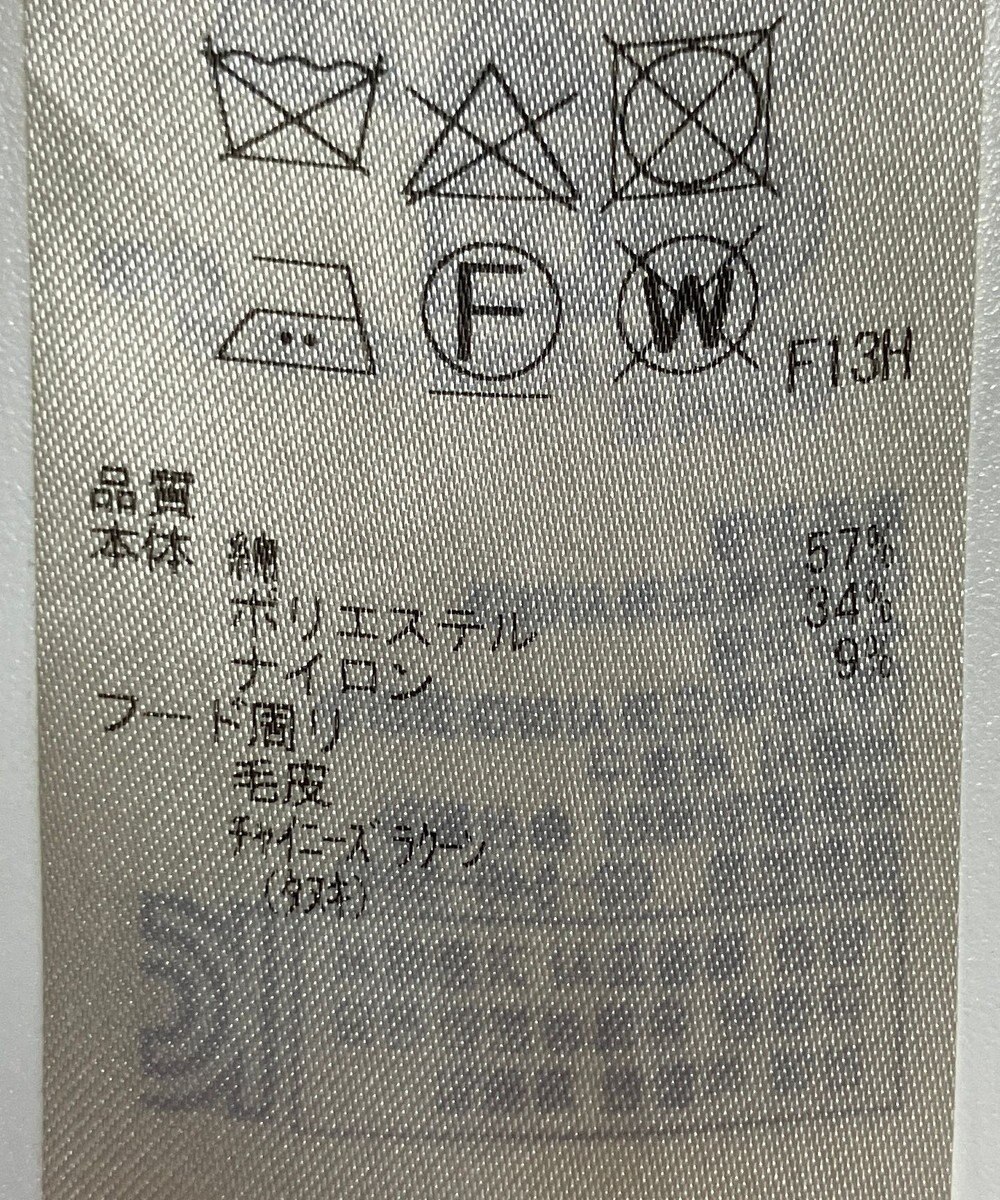 F
W
F13H
品質
本体 綿 57%
ポリエステル 34%
ナイロン 9%
フード周り
毛皮
チャイニーズ ラクーン
(タヌキ)